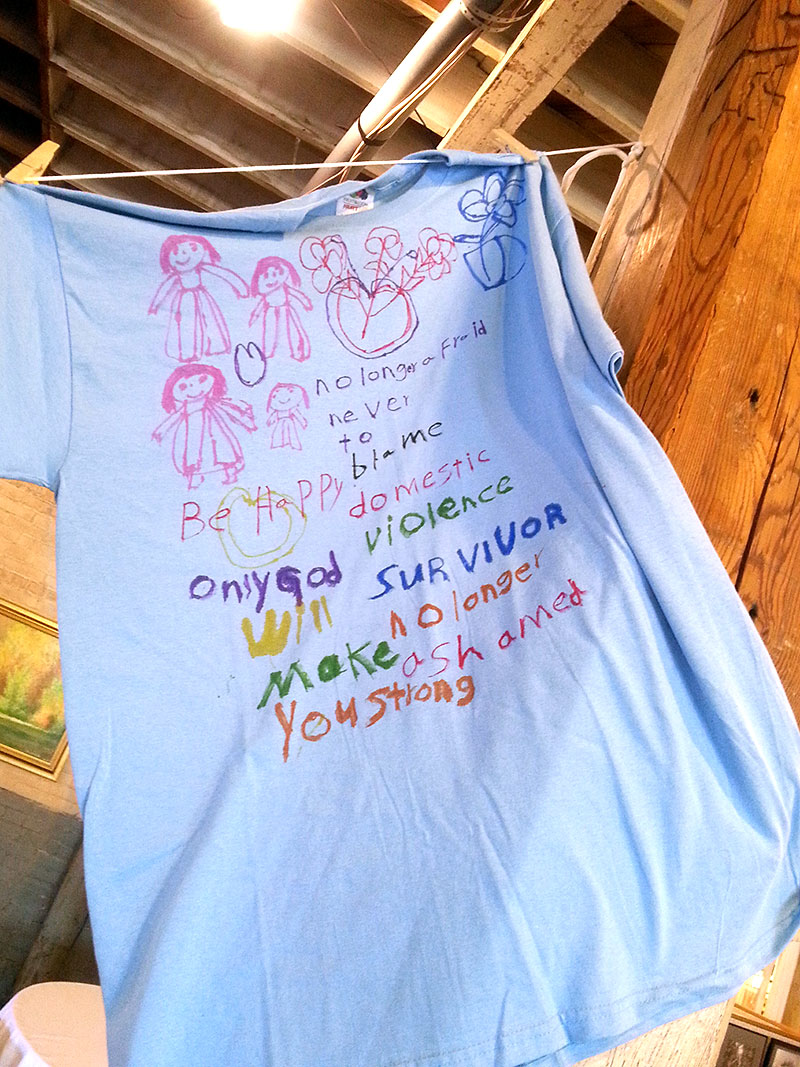 no longer afraid
never
to
blame
domestic
violence
SURVIVOR
no longer
ashamed
Be HaPPy
only God
Will
Make
You Strong